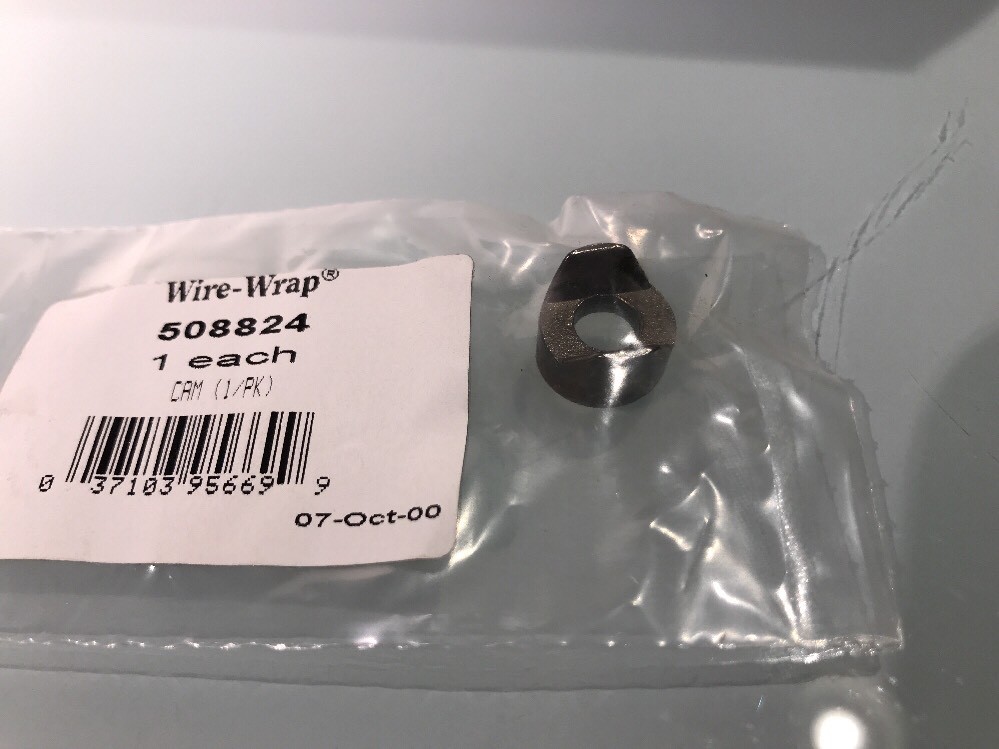 Wire-Wrap®
508824
1 each
CAM (1/PK)
0 37103 95669 9
07-Oct-00